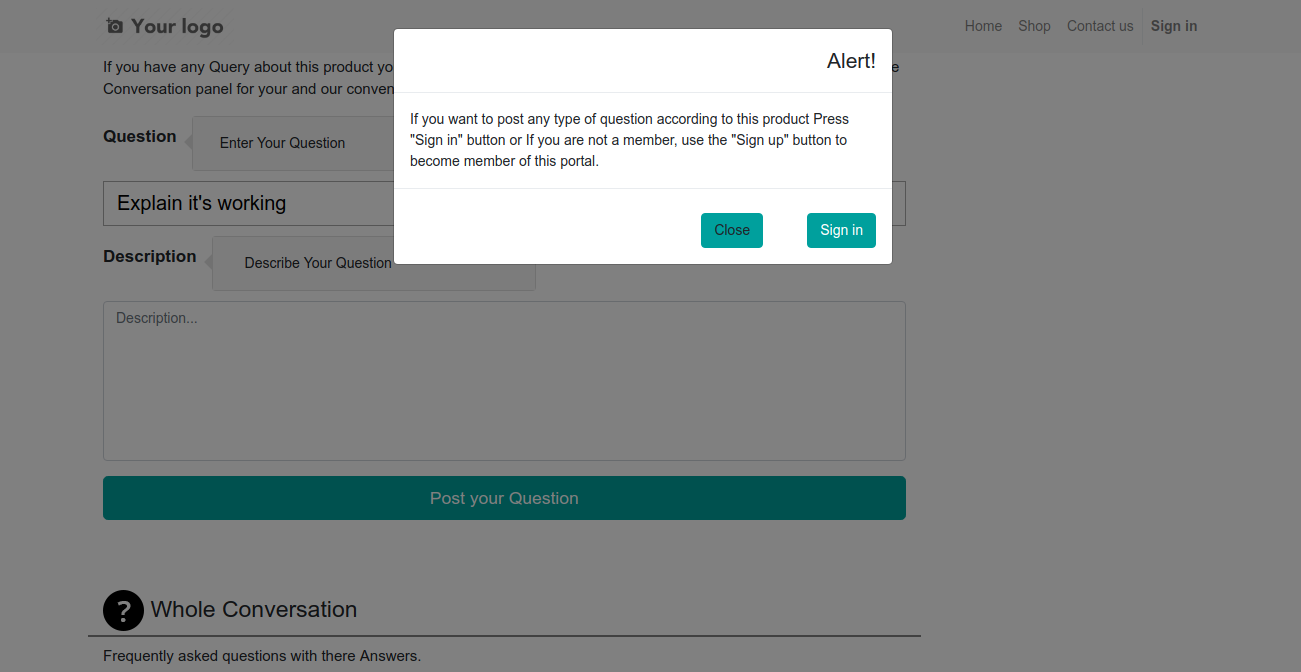 Your logo
Home Shop Contact us Sign in
If you have any Query about this product yo
e
Conversation panel for your and our conven
Alert!
If you want to post any type of question according to this product Press
"Sign in" button or If you are not a member, use the "Sign up" button to
become member of this portal.
Close Sign in
Question Enter Your Question
Explain it's working
Description Describe Your Question
Description...
Post your Question
? Whole Conversation
Frequently asked questions with there Answers.